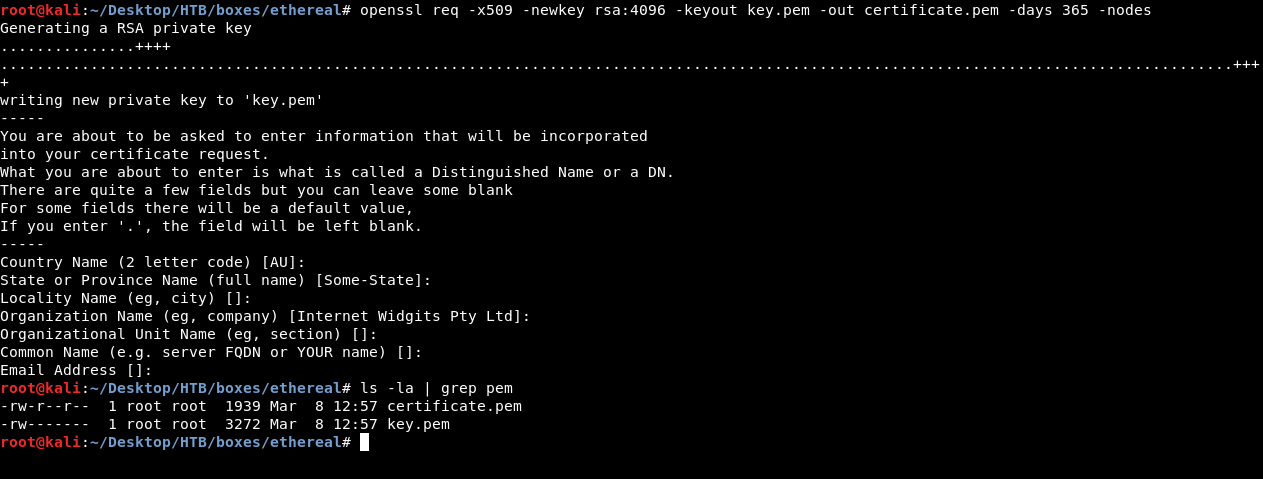 root@kali:~/Desktop/HTB/boxes/ethereal# openssl req -x509 -newkey rsa:4096 -keyout key.pem -out certificate.pem -days 365 -nodes
Generating a RSA private key
...............++++
.........................................................................................................................................+++
+
writing new private key to 'key.pem'
-----
You are about to be asked to enter information that will be incorporated
into your certificate request.
What you are about to enter is what is called a Distinguished Name or a DN.
There are quite a few fields but you can leave some blank
For some fields there will be a default value,
If you enter '.', the field will be left blank.
-----
Country Name (2 letter code) [AU]:
State or Province Name (full name) [Some-State]:
Locality Name (eg, city) []:
Organization Name (eg, company) [Internet Widgits Pty Ltd]:
Organizational Unit Name (eg, section) []:
Common Name (e.g. server FQDN or YOUR name) []:
Email Address []:
root@kali:~/Desktop/HTB/boxes/ethereal# ls -la | grep pem
-rw-r--r--  1 root root  1939 Mar  8 12:57 certificate.pem
-rw-------  1 root root  3272 Mar  8 12:57 key.pem
root@kali:~/Desktop/HTB/boxes/ethereal#